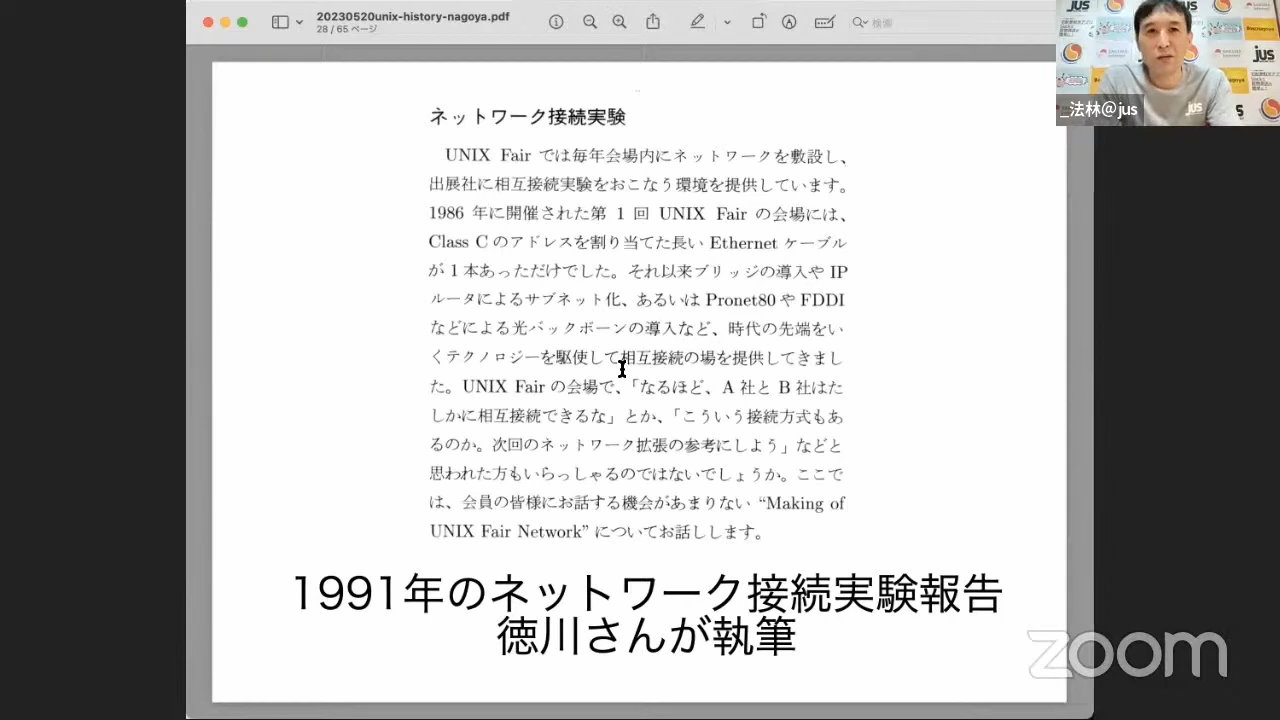 20230520unix-history-nagoya.pdf
28 / 65 ページ
検索
jus
_法林@jus
jus
zoom
ネットワーク接続実験
UNIX Fair では毎年会場内にネットワークを敷設し、
出展社に相互接続実験をおこなう環境を提供しています。
1986 年に開催された第 1 回 UNIX Fair の会場には、
Class C のアドレスを割り当てた長い Ethernet ケーブル
が 1 本あっただけでした。それ以来ブリッジの導入や IP
ルータによるサブネット化、あるいは Pronet80 や FDDI
などによる光バックボーンの導入など、時代の先端をい
くテクノロジーを駆使して相互接続の場を提供してきまし
た。UNIX Fair の会場で、「なるほど、A 社と B 社はた
しかに相互接続できるな」とか、「こういう接続方式もあ
るのか。次回のネットワーク拡張の参考にしよう」などと
思われた方もいらっしゃるのではないでしょうか。ここで
は、会員の皆様にお話する機会があまりない “Making of
UNIX Fair Network” についてお話しします。
1991年のネットワーク接続実験報告
徳川さんが執筆